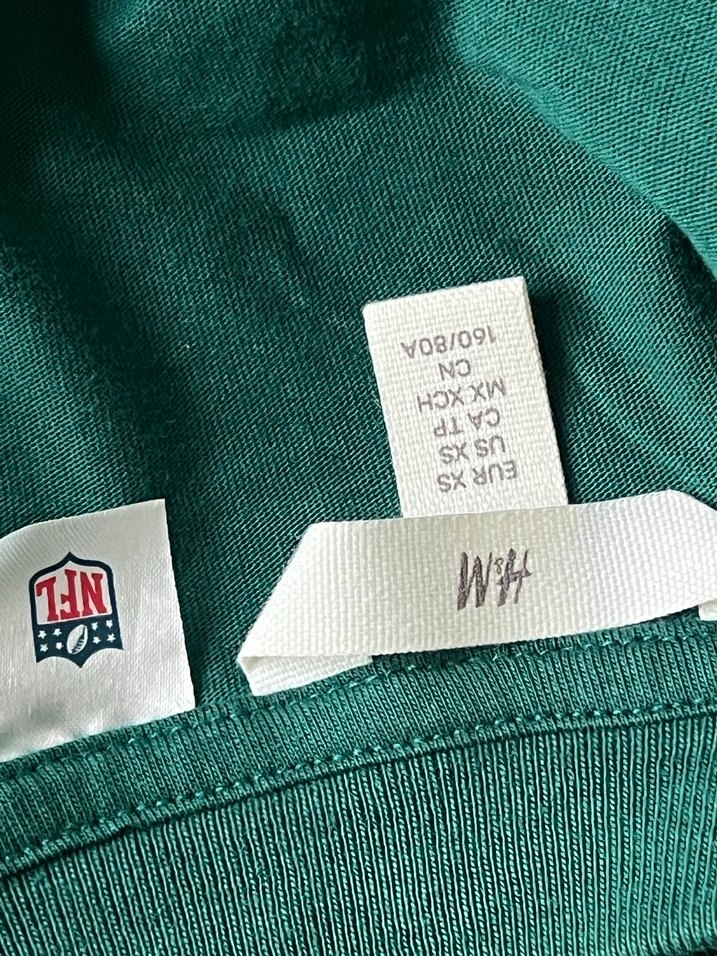 H&M
EUR XS
US XS
CA TP
MX XCH
CN
160/80A
NFL